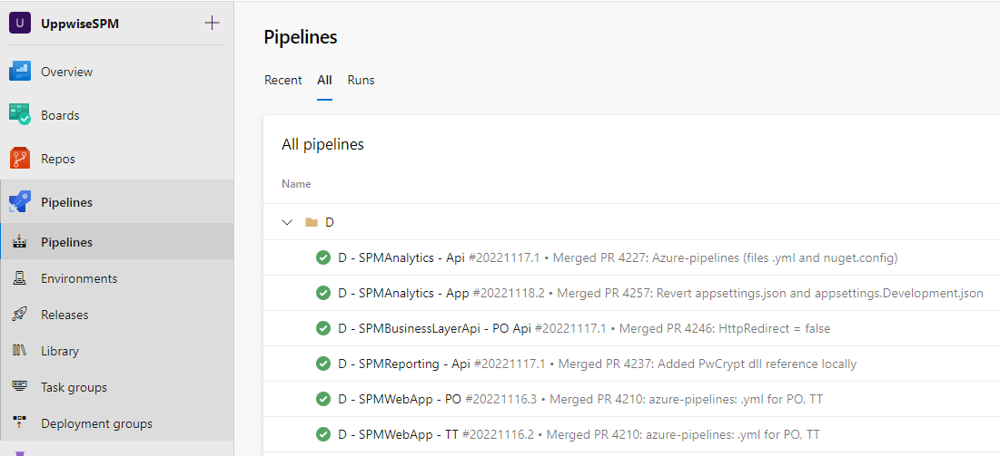 U UppwiseSPM
Overview
Boards
Repos
Pipelines
Pipelines
Environments
Releases
Library
Task groups
Deployment groups
Pipelines
Recent All Runs
All pipelines
Name
D
D - SPMAnalytics - Api #20221117.1 • Merged PR 4227: Azure-pipelines (files .yml and nuget.config)
D - SPMAnalytics - App #20221118.2 • Merged PR 4257: Revert appsettings.json and appsettings.Development.json
D - SPMBusinessLayerApi - PO Api #20221117.1 • Merged PR 4246: HttpRedirect = false
D - SPMReporting - Api #20221117.1 • Merged PR 4237: Added PwCrypt dll reference locally
D - SPMWebApp - PO #20221116.3 • Merged PR 4210: azure-pipelines: .yml for PO, TT
D - SPMWebApp - TT #20221116.2 • Merged PR 4210: azure-pipelines: .yml for PO, TT